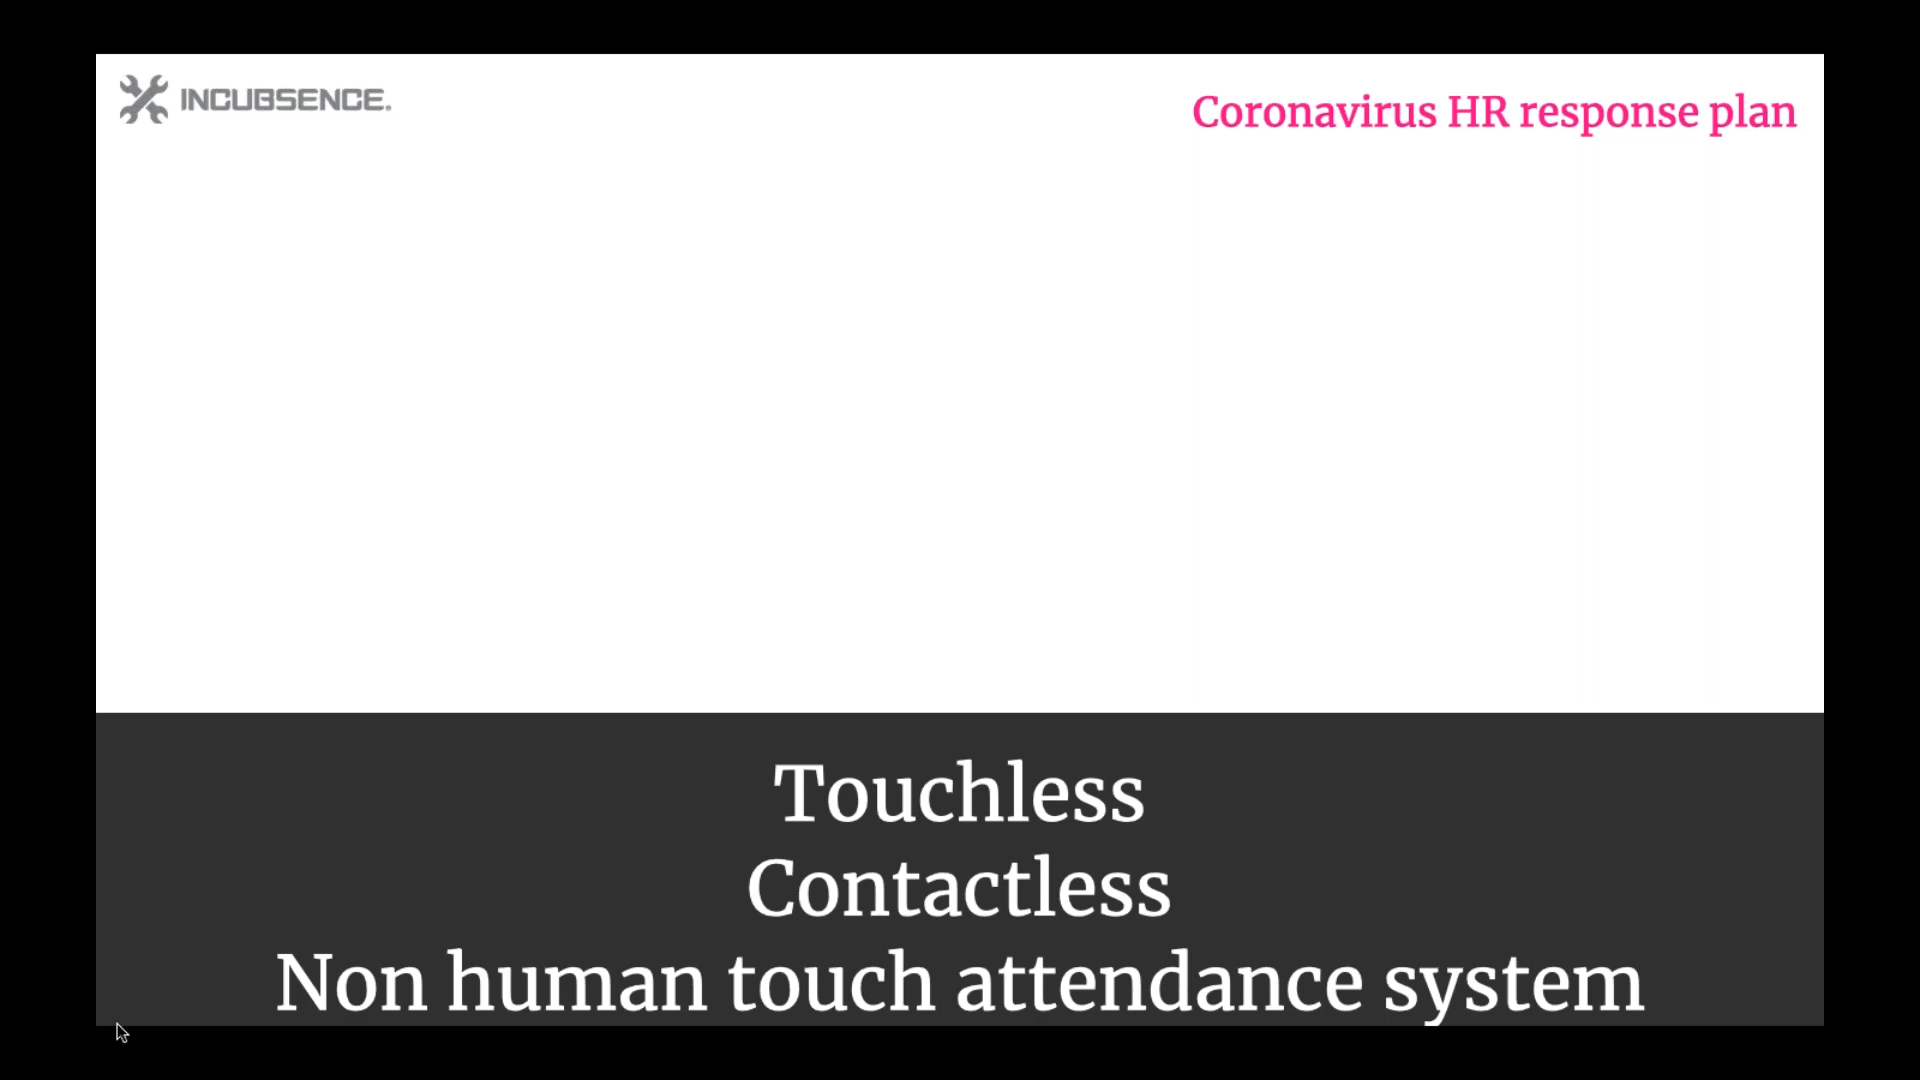 INCUBSENCE.
Coronavirus HR response plan
Touchless
Contactless
Non human touch attendance system